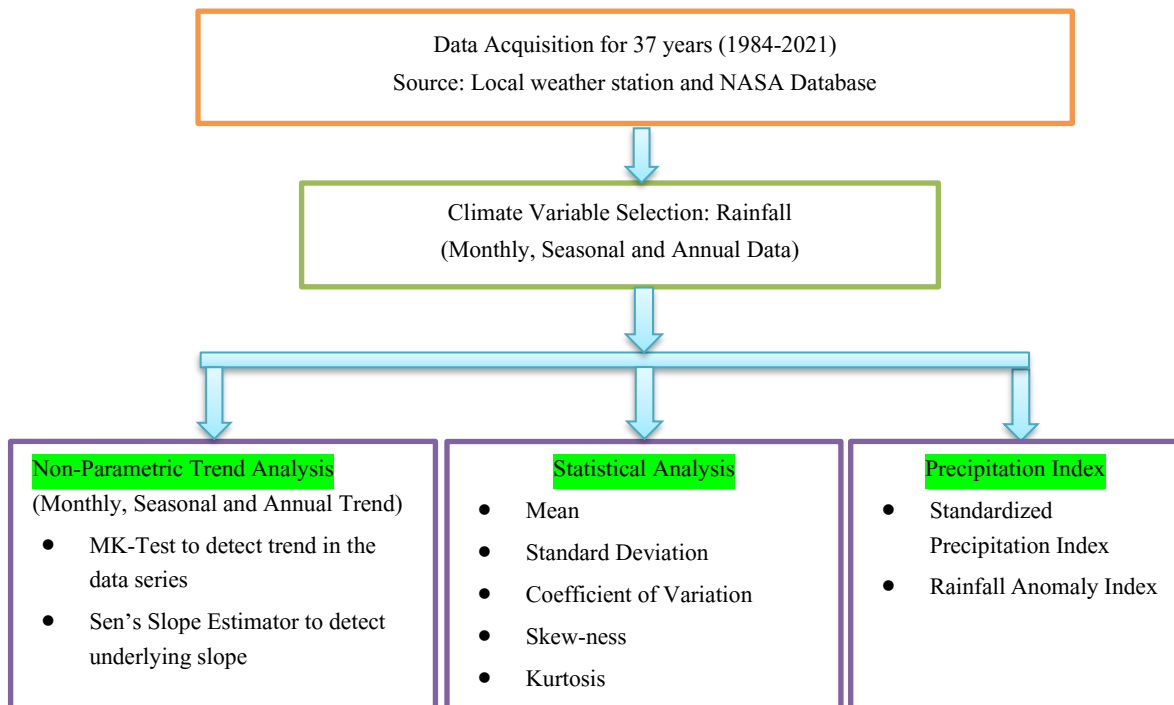 Data Acquisition for 37 years (1984-2021)
Source: Local weather station and NASA Database
Climate Variable Selection: Rainfall
(Monthly, Seasonal and Annual Data)
Non-Parametric Trend Analysis
(Monthly, Seasonal and Annual Trend)
● MK-Test to detect trend in the
data series
● Sen’s Slope Estimator to detect
underlying slope
Statistical Analysis
● Mean
● Standard Deviation
● Coefficient of Variation
● Skew-ness
● Kurtosis
Precipitation Index
● Standardized
Precipitation Index
● Rainfall Anomaly Index